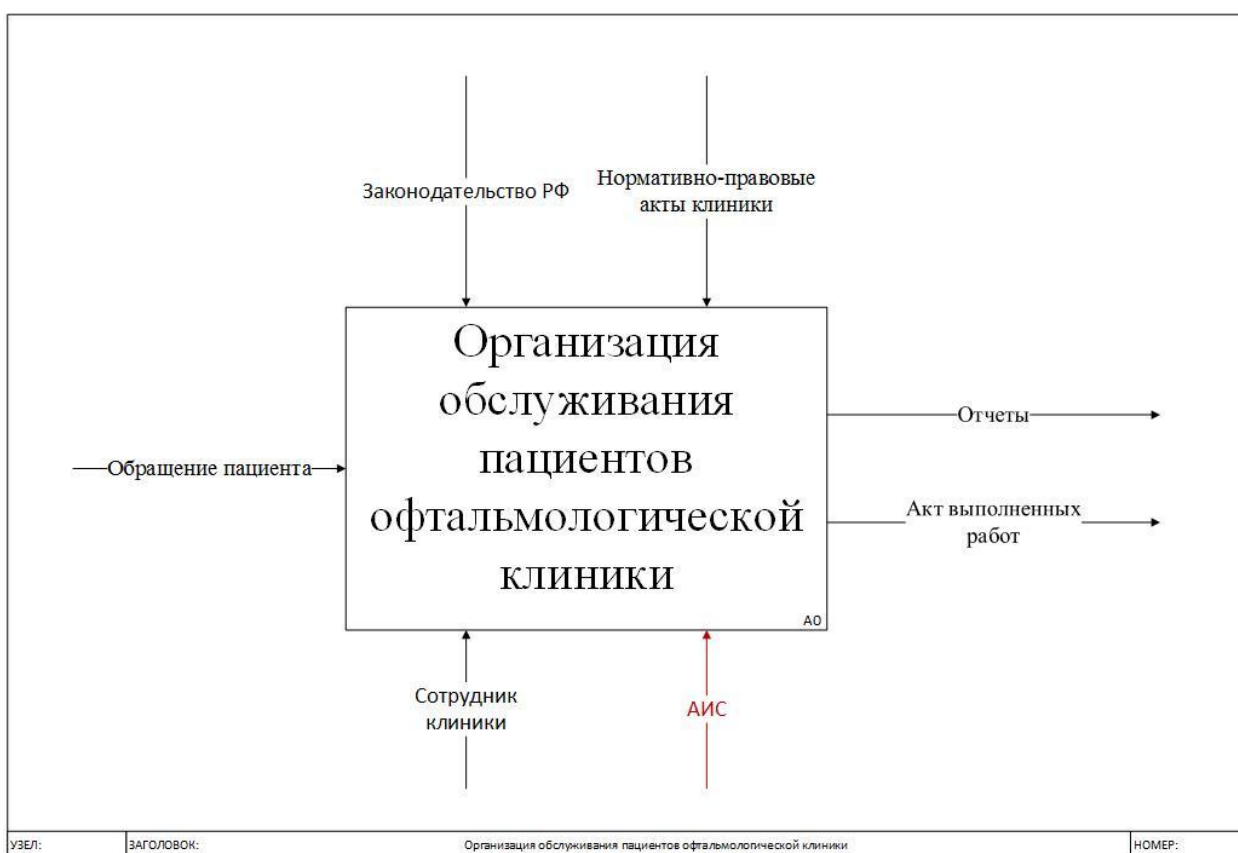 Законодательство РФ
Нормативно-правовые
акты клиники
Организация
обслуживания
пациентов
офтальмологической
клиники
А0
Обращение пациента
Отчеты
Акт выполненных
работ
Сотрудник
клиники
АИС
УЗЕЛ:
ЗАГОЛОВОК:
Организация обслуживания пациентов офтальмологической клиники
НОМЕР: